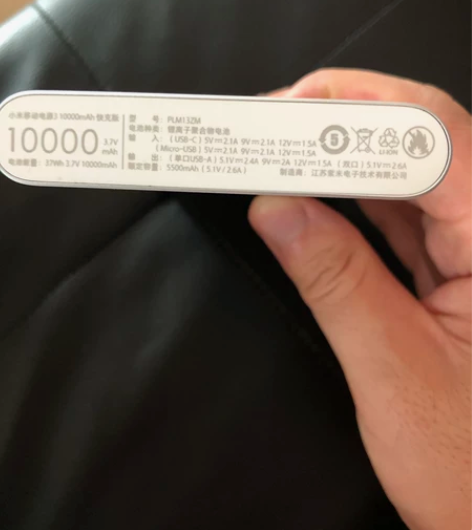 小米移动电源3 10000mAh 快充版
10000 3.7V mAh
电池能量：37Wh 3.7V 10000mAh
型 号：PLM13ZM
电池种类：锂离子聚合物电池
输 入：（USB-C）5V⎓2.1A 9V⎓2.1A 12V⎓1.5A
（Micro-USB）5V⎓2.1A 9V⎓2.1A 12V⎓1.5A
输 出：（单口USB-A）5.1V⎓2.4A 9V⎓2A 12V⎓1.5A（双口）5.1V⎓2.6A
额定容量：5500mAh（5.1V/2.6A）
制造商：江苏紫米电子技术有限公司
5
Li-ion